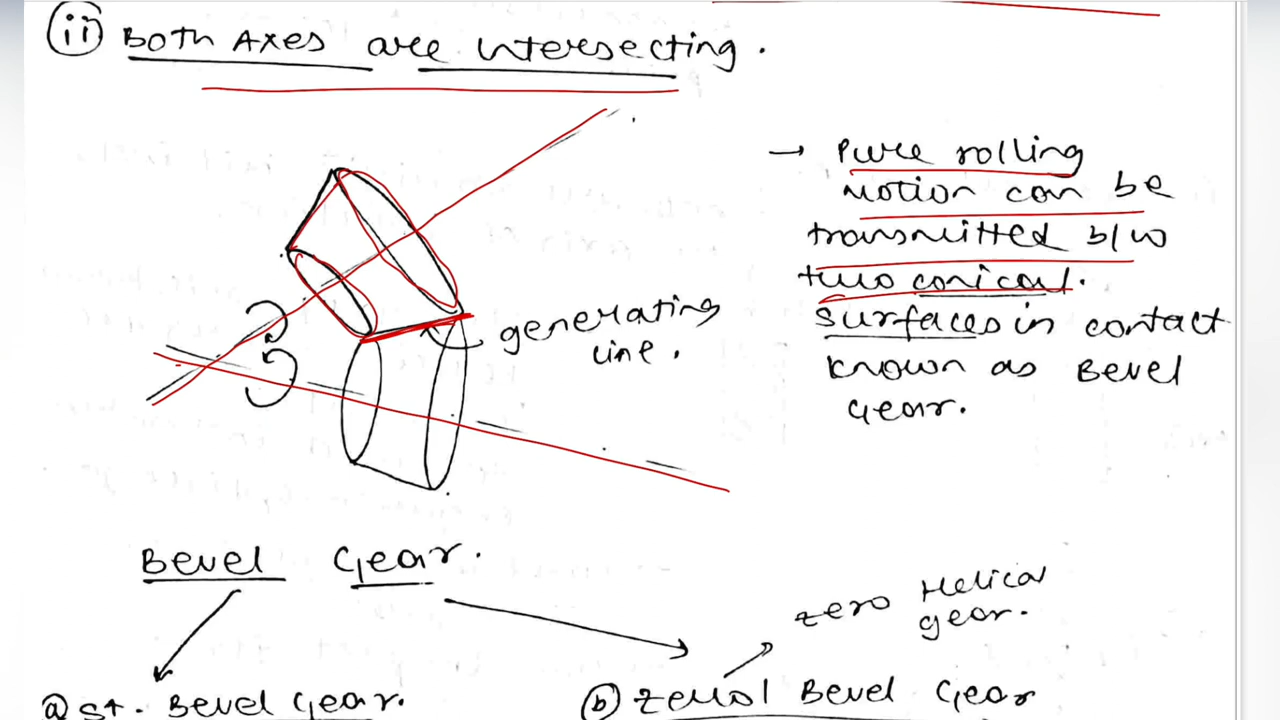 (ii) Both Axes are intersecting.
→ Pure rolling
motion can be
transmitted b/w
two conical.
surfaces in contact
known as Bevel
Gear.
generating
line.
Bevel Gear.
zero Helical
gear.
(a) St. Bevel Gear.
(b) Zerol Bevel Gear